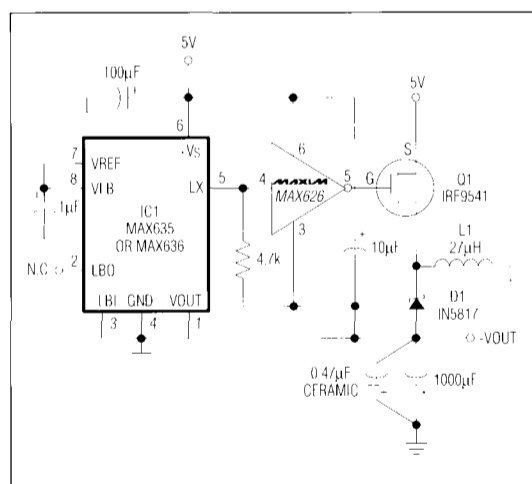 5V
100µF
5V
6
+VS
7 VREF
8 VFB
LX 5
IC1
MAX635
OR MAX636
.1µF
N.C. 2 LBO
LBI GND VOUT
3 4 1
4.7k
6
4
MAXIM
MAX626
5
3
G
S
Q1
IRF9541
L1
27µH
10µF
D1
IN5817
-VOUT
0.47µF
CERAMIC
1000µF